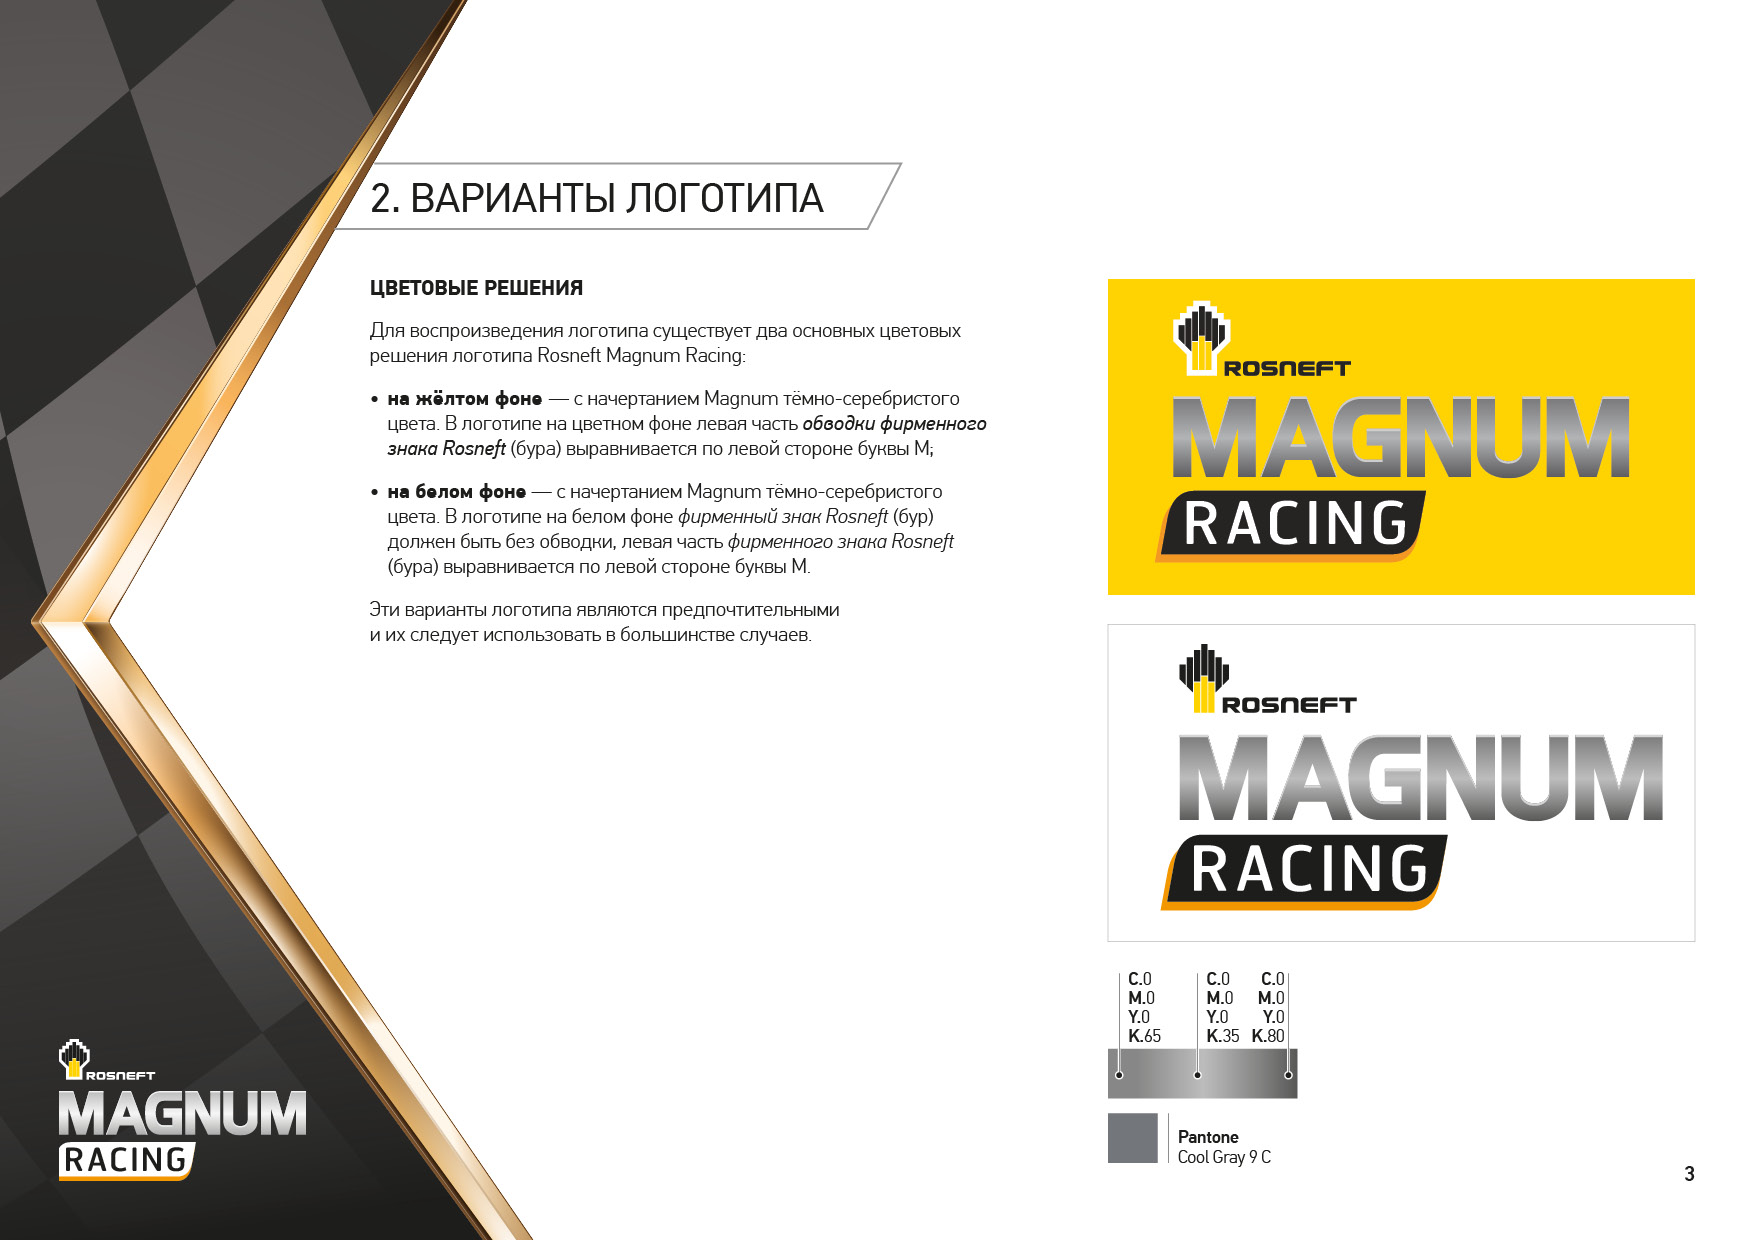 2. ВАРИАНТЫ ЛОГОТИПА
ЦВЕТОВЫЕ РЕШЕНИЯ
Для воспроизведения логотипа существует два основных цветовых
решения логотипа Rosneft Magnum Racing:
• на жёлтом фоне — с начертанием Magnum тёмно-серебристого
цвета. В логотипе на цветном фоне левая часть обводки фирменного
знака Rosneft (бура) выравнивается по левой стороне буквы М;
• на белом фоне — с начертанием Magnum тёмно-серебристого
цвета. В логотипе на белом фоне фирменный знак Rosneft (бур)
должен быть без обводки, левая часть фирменного знака Rosneft
(бура) выравнивается по левой стороне буквы М.
Эти варианты логотипа являются предпочтительными
и их следует использовать в большинстве случаев.
ROSNEFT
MAGNUM
RACING
ROSNEFT
MAGNUM
RACING
C.0 C.0 C.0
M.0 M.0 M.0
Y.0 Y.0 Y.0
K.65 K.35 K.80
Pantone
Cool Gray 9 C
ROSNEFT
MAGNUM
RACING
3